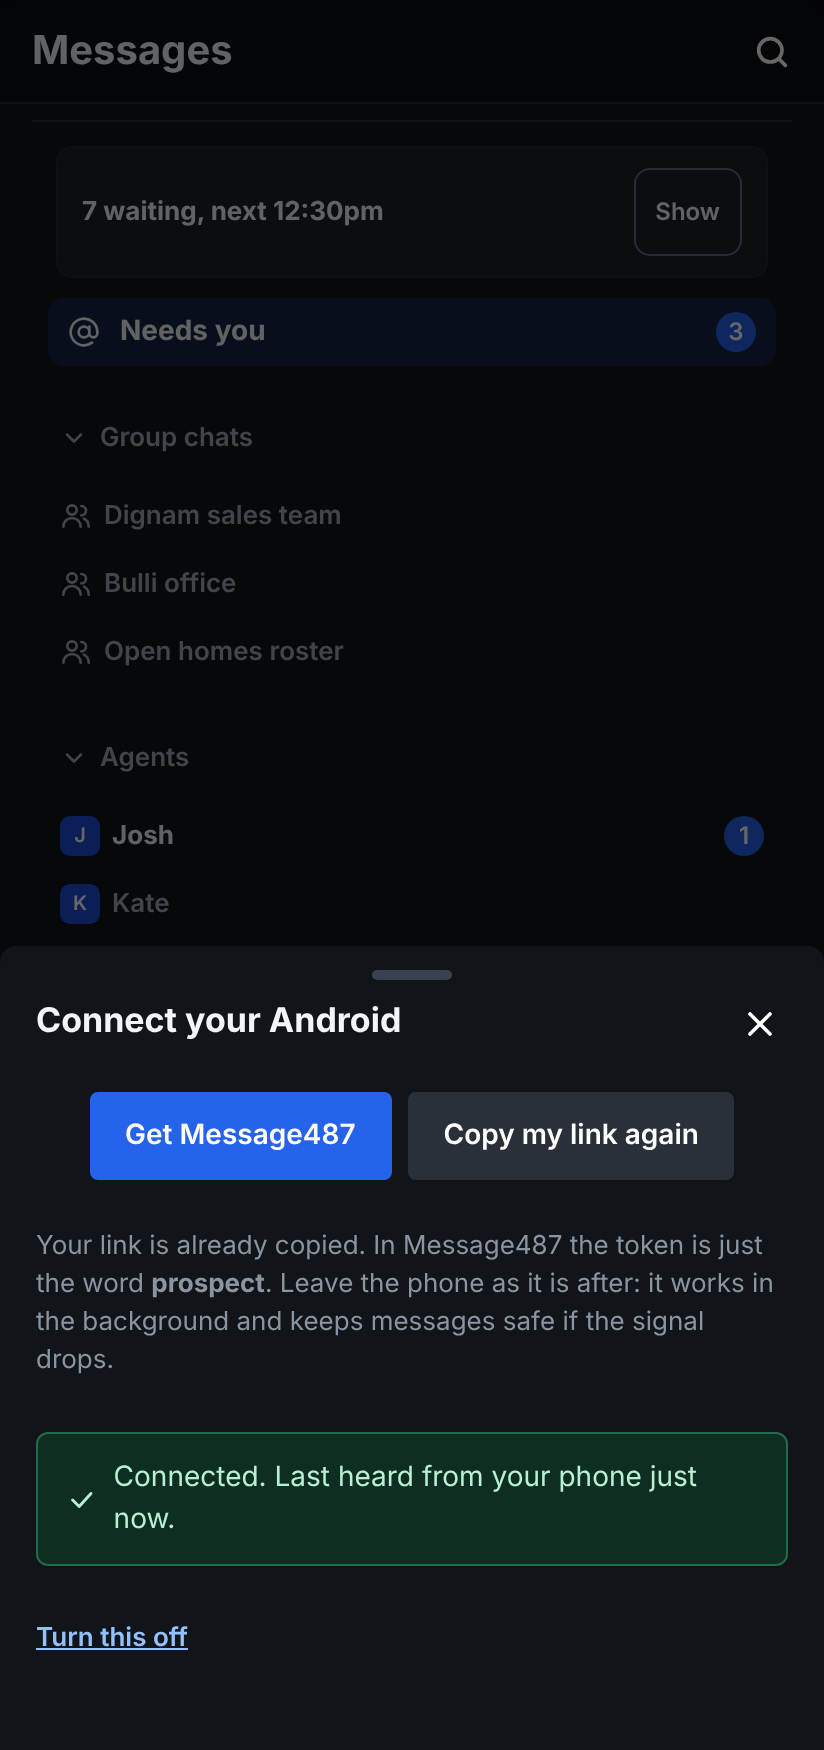 Messages
7 waiting, next 12:30pm
Show
Needs you
3
Group chats
Dignam sales team
Bulli office
Open homes roster
Agents
J
Josh
1
K
Kate
Connect your Android
Get Message487
Copy my link again
Your link is already copied. In Message487 the token is just
the word prospect. Leave the phone as it is after: it works in
the background and keeps messages safe if the signal
drops.
Connected. Last heard from your phone just
now.
Turn this off